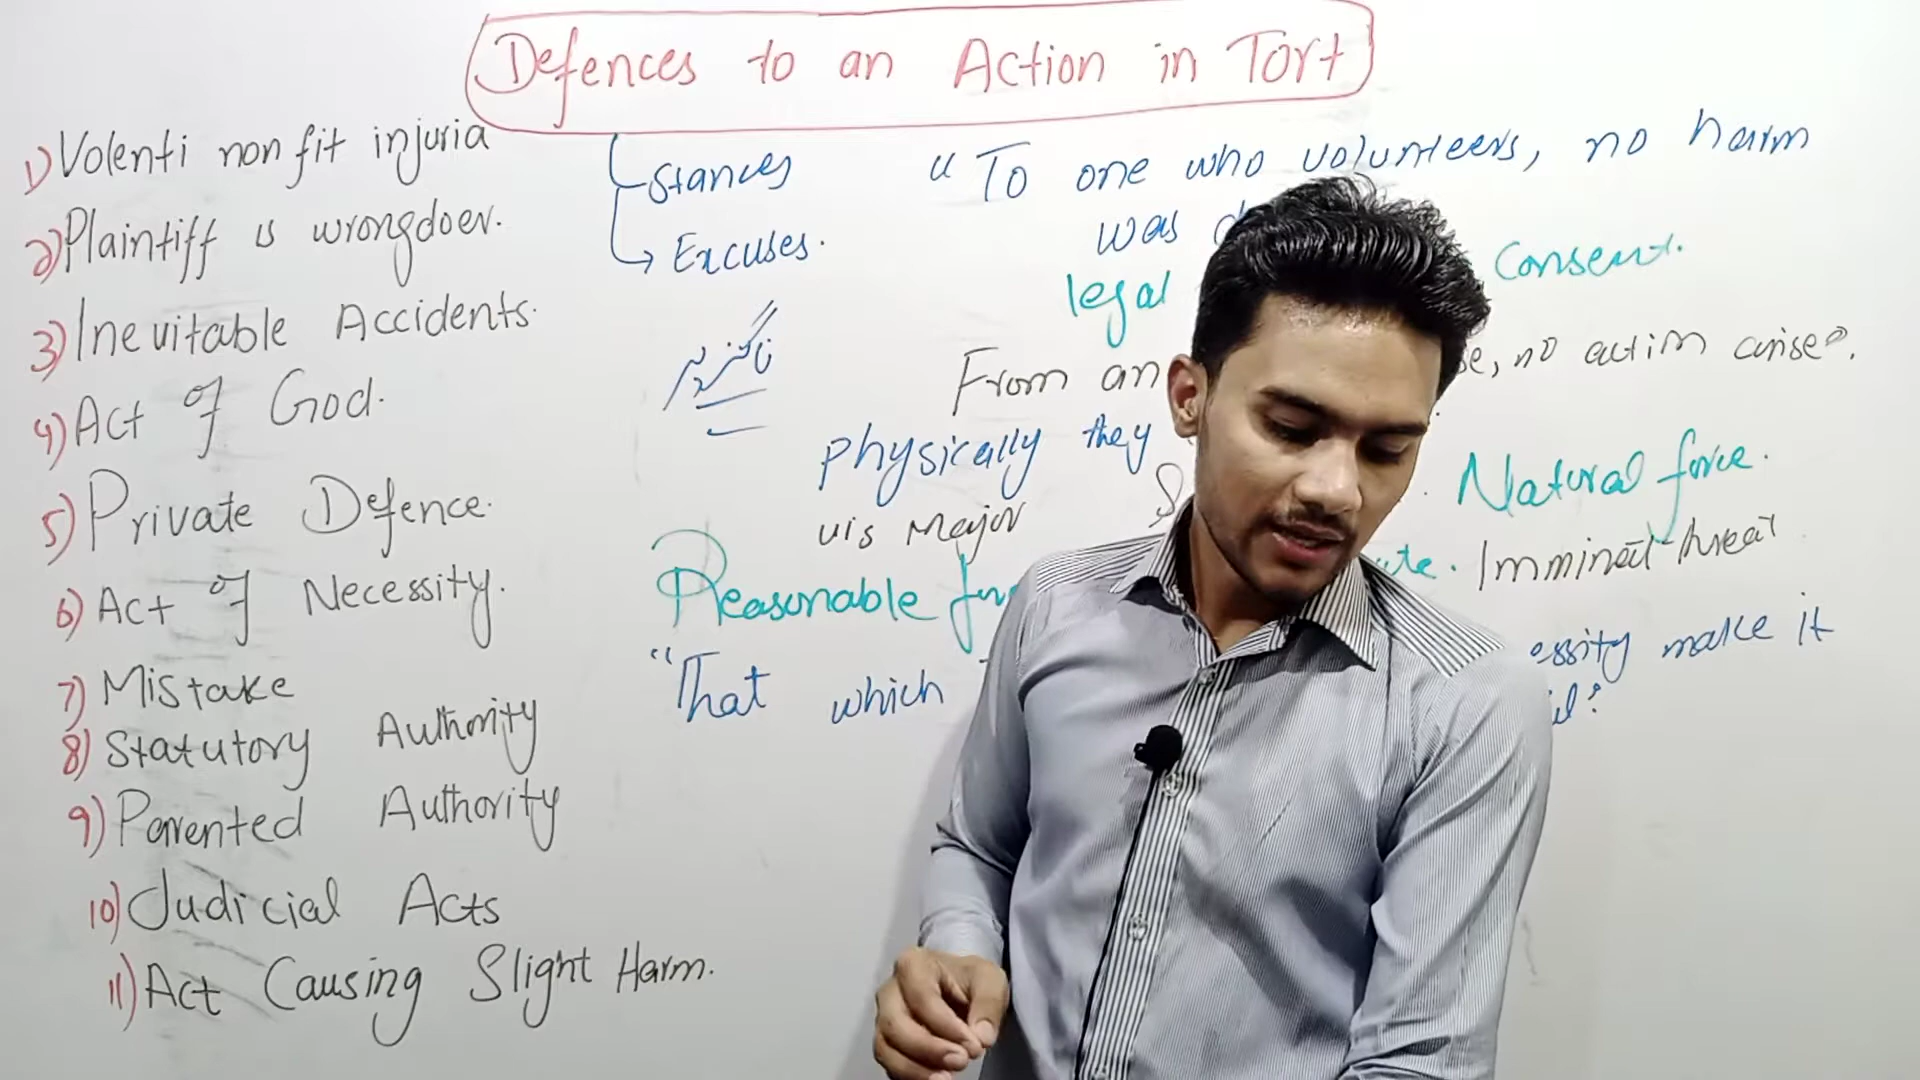 Defences to an Action in Tort
1) Volenti non fit injuria
2) Plaintiff is wrongdoer.
3) Inevitable Accidents.
4) Act of God.
5) Private Defence.
6) Act of Necessity.
7) Mistake
8) Statutory Authority
9) Parented Authority
10) Judicial Acts
11) Act Causing Slight Harm.
Stances
→ Excuses.
ناگزیر
"To one who volunteers, no harm
was
legal Consent.
From an no action arises.
physically they Natural force.
vis Major
Reasonable Imminent threat
"That which make it